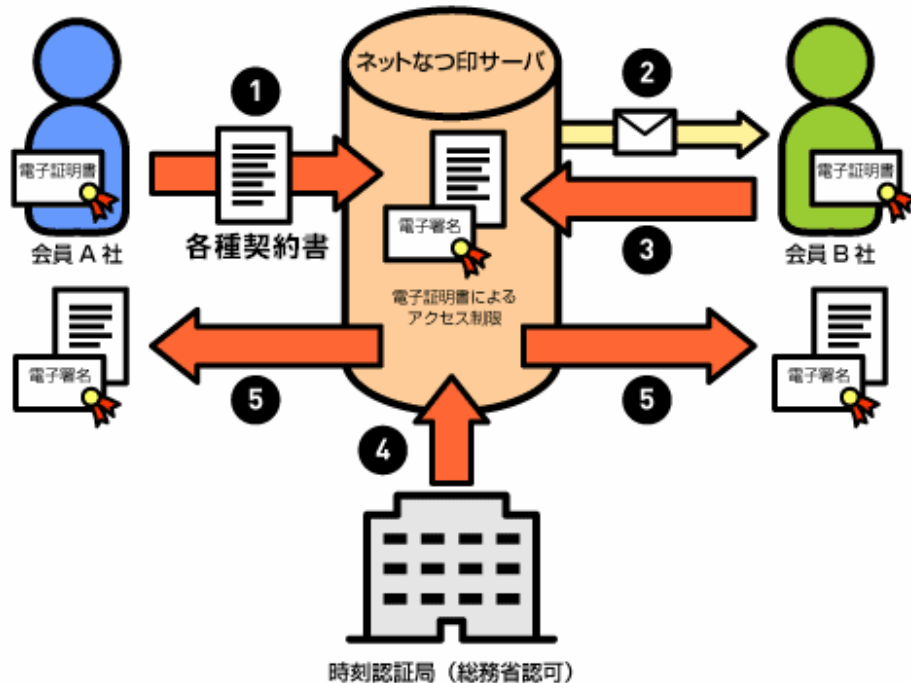 ネットなつ印サーバ
1
2
電子証明書
各種契約書
電子署名
電子証明書
会員A社
3
会員B社
電子証明書による
アクセス制限
電子署名
電子署名
5
5
4
時刻認証局（総務省認可）